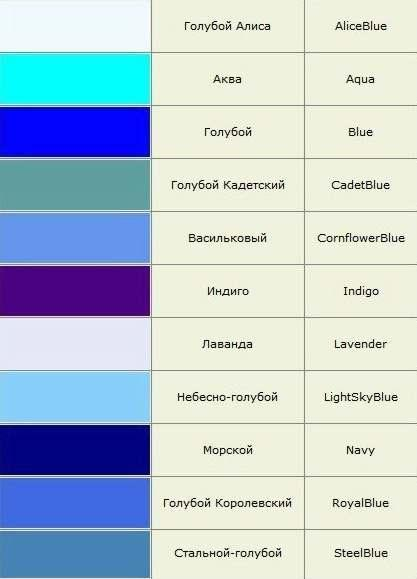 Голубой Алиса AliceBlue
Аква Aqua
Голубой Blue
Голубой Кадетский CadetBlue
Васильковый CornflowerBlue
Индиго Indigo
Лаванда Lavender
Небесно-голубой LightSkyBlue
Морской Navy
Голубой Королевский RoyalBlue
Стальной-голубой SteelBlue